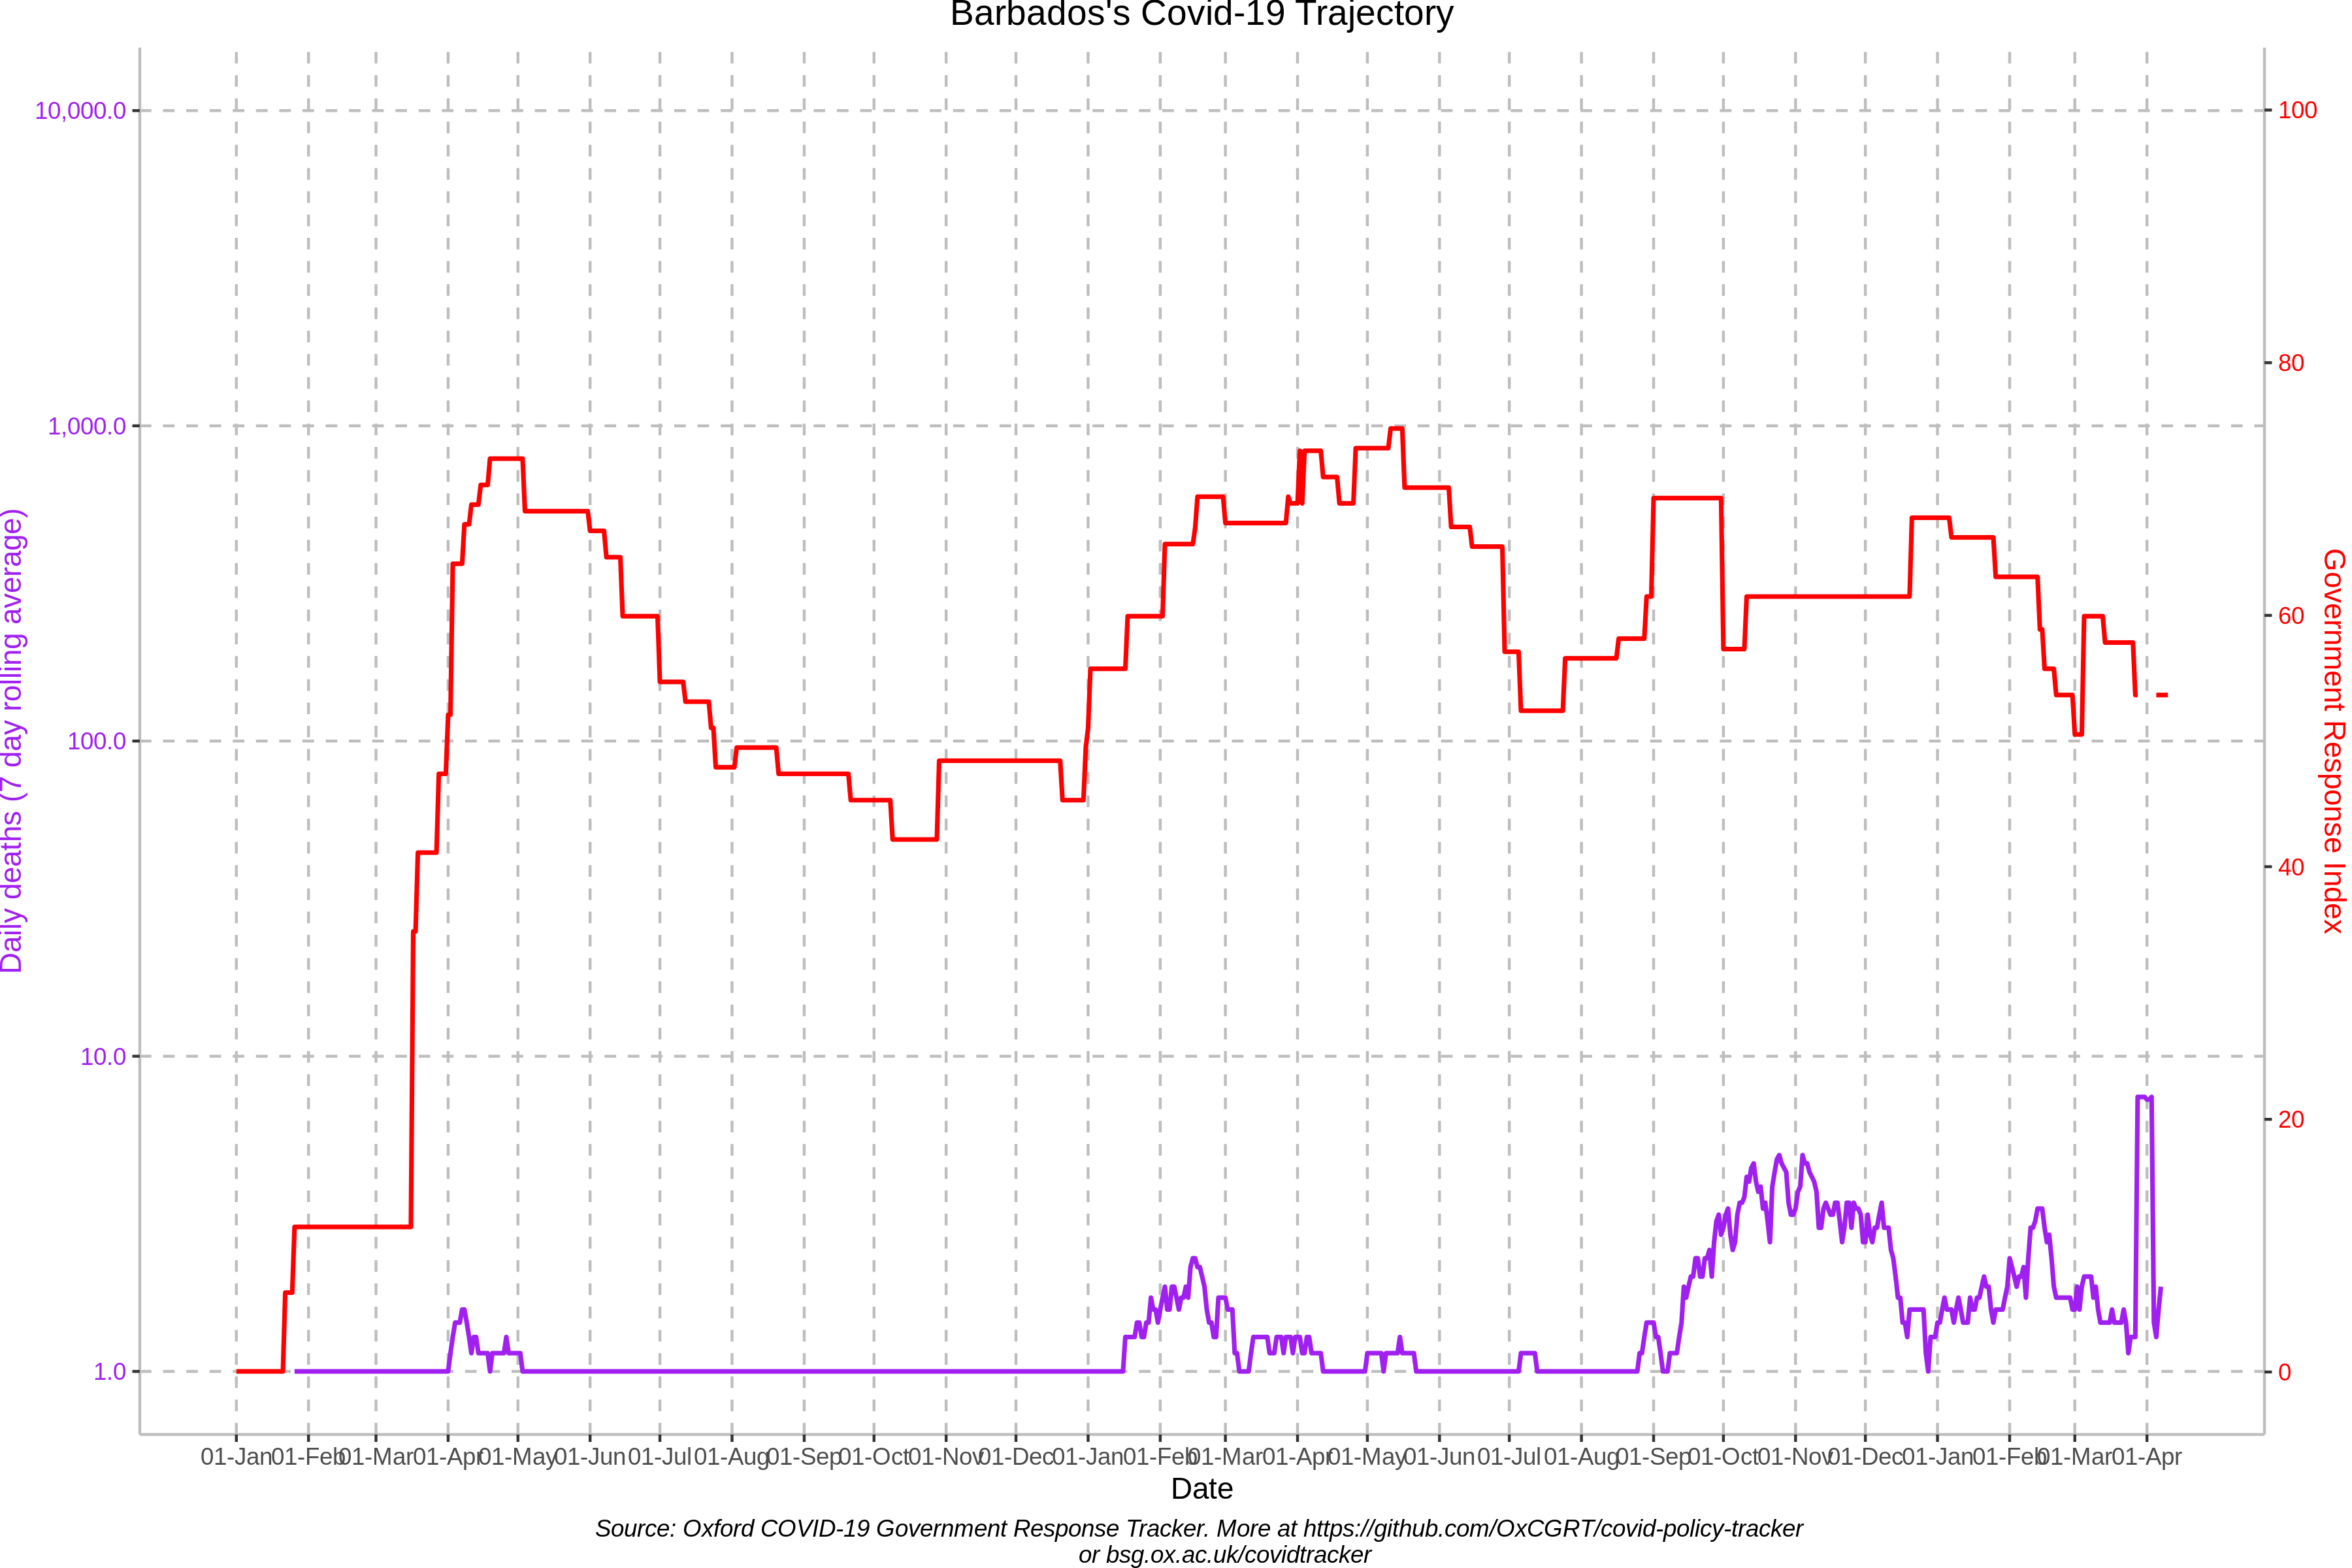 Barbados's Covid-19 Trajectory
10,000.0
1,000.0
100.0
10.0
1.0
Daily deaths (7 day rolling average)
100
80
60
40
20
0
Government Response Index
01-Jan 01-Feb 01-Mar 01-Apr 01-May 01-Jun 01-Jul 01-Aug 01-Sep 01-Oct 01-Nov 01-Dec 01-Jan 01-Feb 01-Mar 01-Apr 01-May 01-Jun 01-Jul 01-Aug 01-Sep 01-Oct 01-Nov 01-Dec 01-Jan 01-Feb 01-Mar 01-Apr
Date
Source: Oxford COVID-19 Government Response Tracker. More at https://github.com/OxCGRT/covid-policy-tracker
or bsg.ox.ac.uk/covidtracker